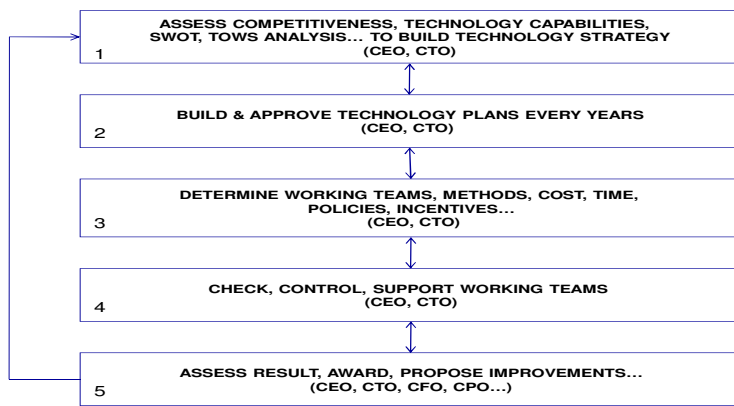 ASSESS COMPETITIVENESS, TECHNOLOGY CAPABILITIES,
SWOT, TOWS ANALYSIS... TO BUILD TECHNOLOGY STRATEGY
(CEO, CTO)
1
BUILD & APPROVE TECHNOLOGY PLANS EVERY YEARS
(CEO, CTO)
2
DETERMINE WORKING TEAMS, METHODS, COST, TIME,
POLICIES, INCENTIVES...
(CEO, CTO)
3
CHECK, CONTROL, SUPPORT WORKING TEAMS
(CEO, CTO)
4
ASSESS RESULT, AWARD, PROPOSE IMPROVEMENTS...
(CEO, CTO, CFO, CPO...)
5